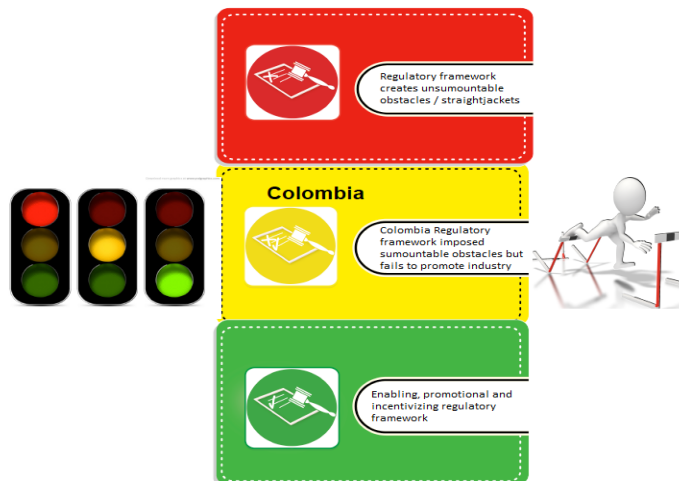 Regulatory framework
creates unsumountable
obstacles / straightjackets
Colombia
Colombia Regulatory
framework imposed
sumountable obstacles but
fails to promote industry
Enabling, promotional and
incentivizing regulatory
framework